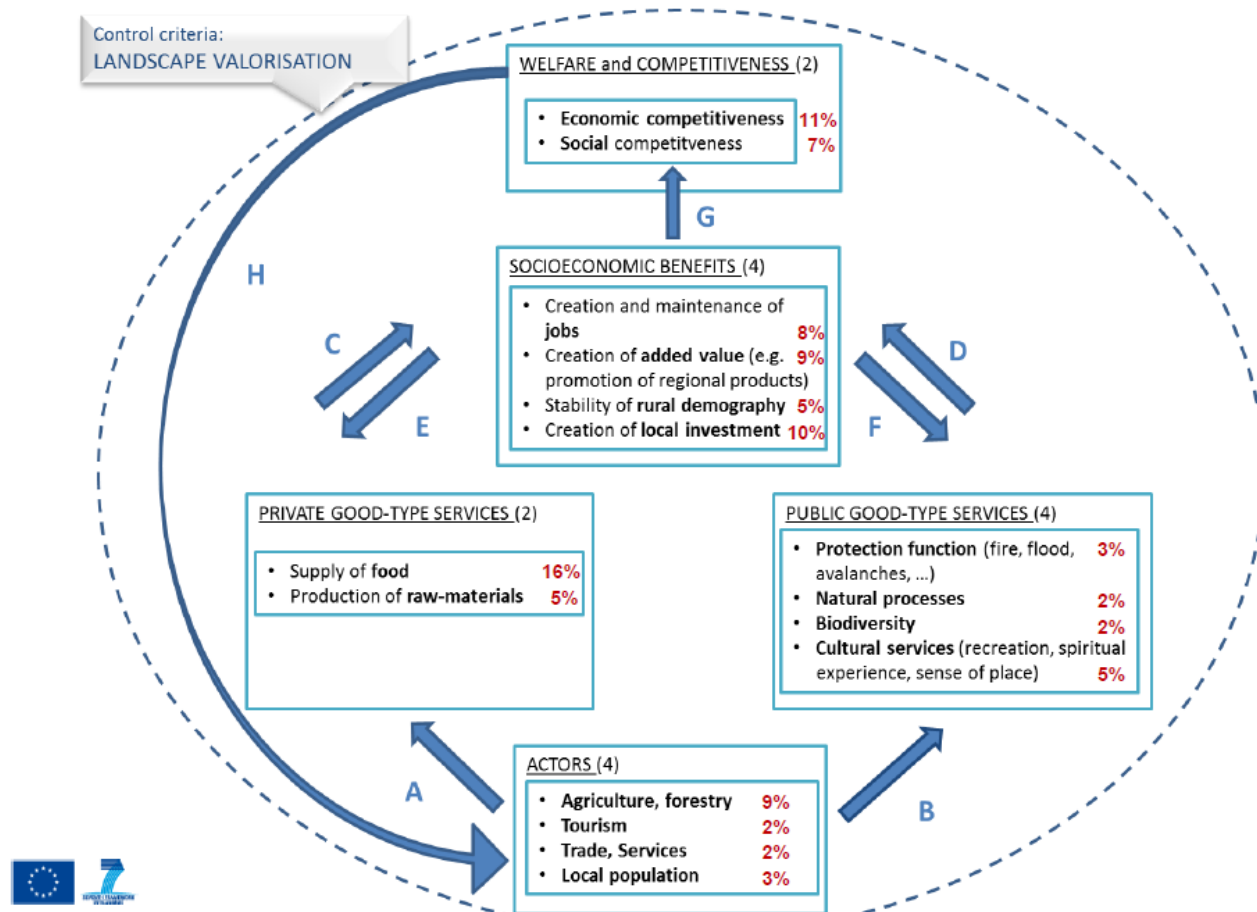 Control criteria:
LANDSCAPE VALORISATION
WELFARE and COMPETITIVENESS (2)
• Economic competitiveness 11%
• Social competitveness 7%
G
H
SOCIOECONOMIC BENEFITS (4)
• Creation and maintenance of
jobs 8%
• Creation of added value (e.g. 9%
promotion of regional products)
• Stability of rural demography 5%
• Creation of local investment 10%
C
E
D
F
PRIVATE GOOD-TYPE SERVICES (2)
• Supply of food 16%
• Production of raw-materials 5%
PUBLIC GOOD-TYPE SERVICES (4)
• Protection function (fire, flood, 3%
avalanches, ...)
• Natural processes 2%
• Biodiversity 2%
• Cultural services (recreation, spiritual
experience, sense of place) 5%
A
B
ACTORS (4)
• Agriculture, forestry 9%
• Tourism 2%
• Trade, Services 2%
• Local population 3%